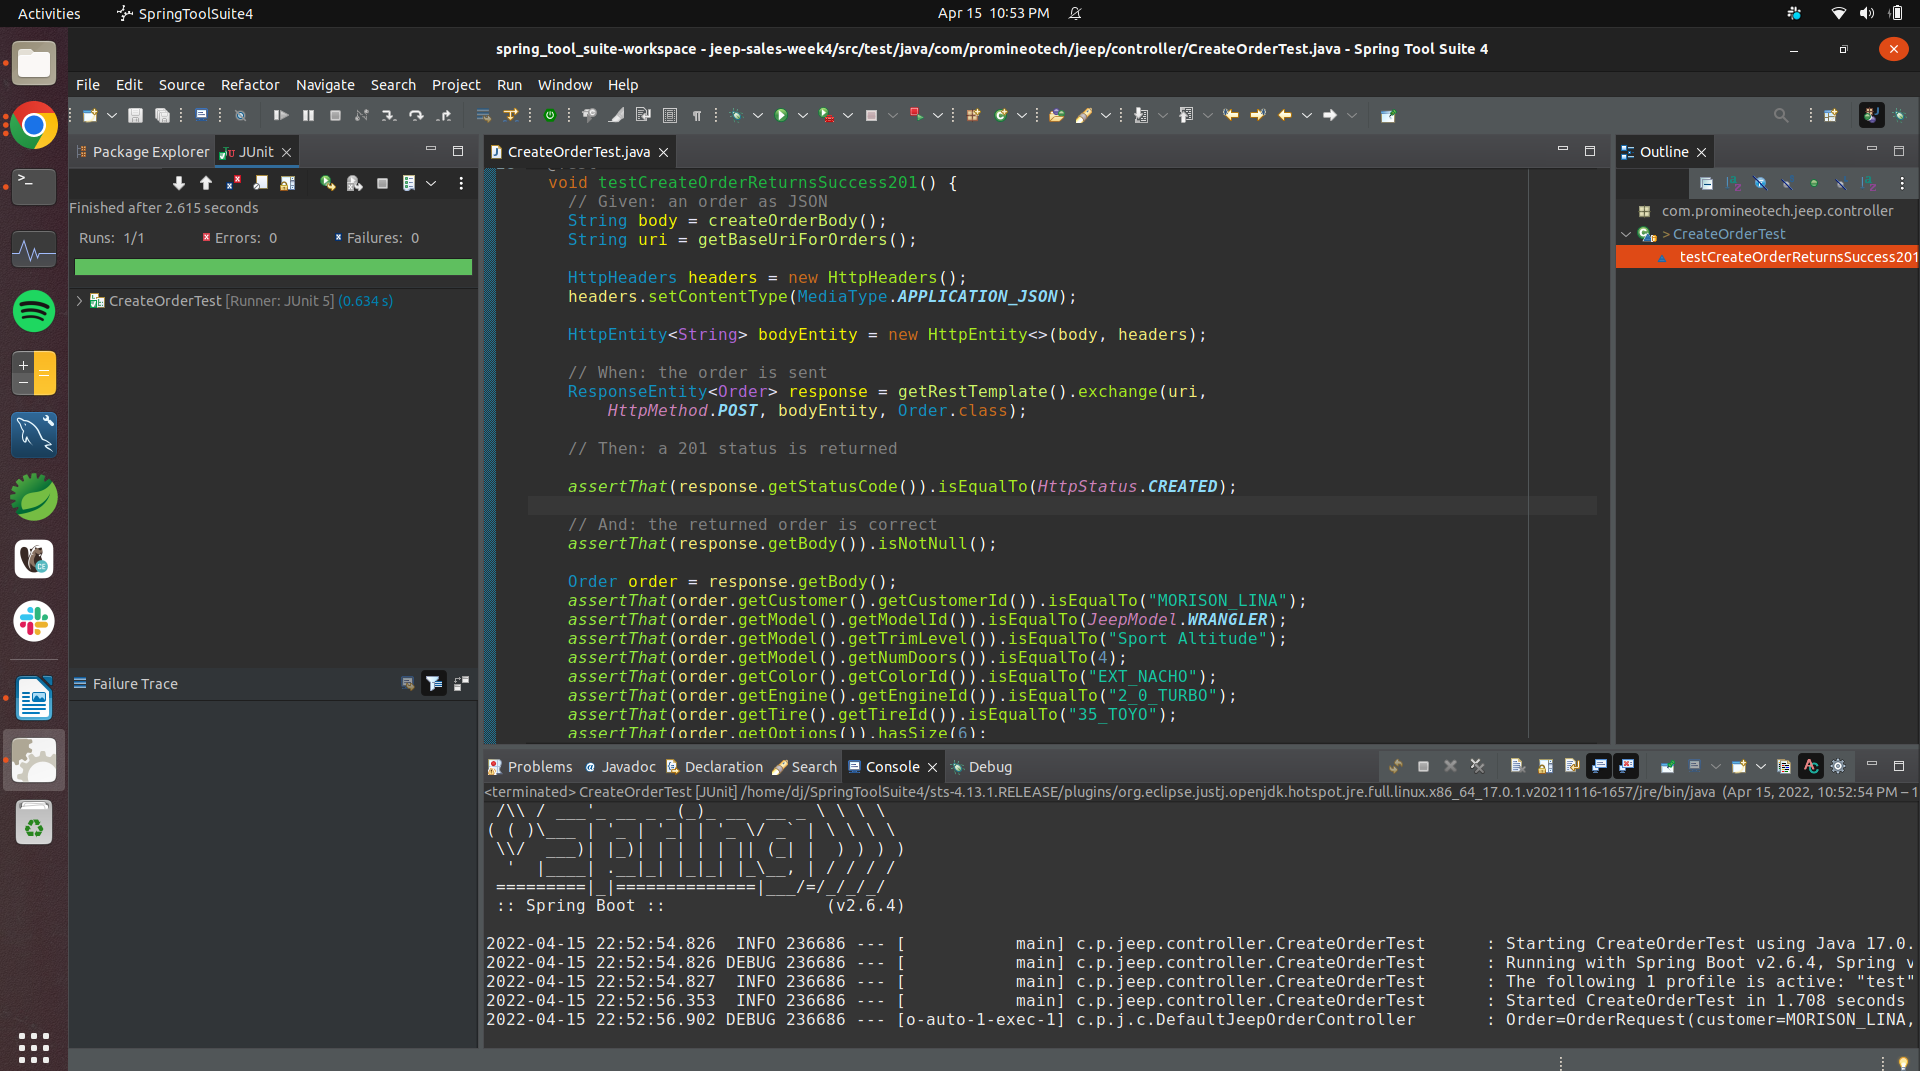 Activities
SpringToolSuite4
Apr 15 10:53 PM
spring_tool_suite-workspace - jeep-sales-week4/src/test/java/com/promineotech/jeep/controller/CreateOrderTest.java - Spring Tool Suite 4
File Edit Source Refactor Navigate Search Project Run Window Help
Package Explorer
JUnit
Finished after 2.615 seconds
Runs: 1/1
Errors: 0
Failures: 0
CreateOrderTest [Runner: JUnit 5] (0.634 s)
Failure Trace
CreateOrderTest.java
void testCreateOrderReturnsSuccess201() {
// Given: an order as JSON
String body = createOrderBody();
String uri = getBaseUriForOrders();
HttpHeaders headers = new HttpHeaders();
headers.setContentType(MediaType.APPLICATION_JSON);
HttpEntity<String> bodyEntity = new HttpEntity<>(body, headers);
// When: the order is sent
ResponseEntity<Order> response = getRestTemplate().exchange(uri,
HttpMethod.POST, bodyEntity, Order.class);
// Then: a 201 status is returned
assertThat(response.getStatusCode()).isEqualTo(HttpStatus.CREATED);
// And: the returned order is correct
assertThat(response.getBody()).isNotNull();
Order order = response.getBody();
assertThat(order.getCustomer().getCustomerId()).isEqualTo("MORISON_LINA");
assertThat(order.getModel().getModelId()).isEqualTo(JeepModel.WRANGLER);
assertThat(order.getModel().getTrimLevel()).isEqualTo("Sport Altitude");
assertThat(order.getModel().getNumDoors()).isEqualTo(4);
assertThat(order.getColor().getColorId()).isEqualTo("EXT_NACHO");
assertThat(order.getEngine().getEngineId()).isEqualTo("2_0_TURBO");
assertThat(order.getTire().getTireId()).isEqualTo("35_TOYO");
assertThat(order.getOptions()).hasSize(6);
Outline
com.promineotech.jeep.controller
> CreateOrderTest
testCreateOrderReturnsSuccess201
Problems Javadoc Declaration Search Console Debug
<terminated> CreateOrderTest [JUnit] /home/dj/SpringToolSuite4/sts-4.13.1.RELEASE/plugins/org.eclipse.justj.openjdk.hotspot.jre.full.linux.x86_64_17.0.1.v20211116-1657/jre/bin/java (Apr 15, 2022, 10:52:54 PM – 1
 /\\ / ___'_ __ _ _(_)_ __  __ _ \ \ \ \
( ( )\___ | '_ | '_| | '_ \/ _` | \ \ \ \
 \\/  ___)| |_)| | | | | || (_| |  ) ) ) )
  '  |____| .__|_| |_|_| |_\__, | / / / /
 =========|_|==============|___/=/_/_/_/
:: Spring Boot :: (v2.6.4)
2022-04-15 22:52:54.826 INFO 236686 --- [ main] c.p.jeep.controller.CreateOrderTest : Starting CreateOrderTest using Java 17.0.
2022-04-15 22:52:54.826 DEBUG 236686 --- [ main] c.p.jeep.controller.CreateOrderTest : Running with Spring Boot v2.6.4, Spring v
2022-04-15 22:52:54.827 INFO 236686 --- [ main] c.p.jeep.controller.CreateOrderTest : The following 1 profile is active: "test"
2022-04-15 22:52:56.353 INFO 236686 --- [ main] c.p.jeep.controller.CreateOrderTest : Started CreateOrderTest in 1.708 seconds
2022-04-15 22:52:56.902 DEBUG 236686 --- [o-auto-1-exec-1] c.p.j.c.DefaultJeepOrderController : Order=OrderRequest(customer=MORISON_LINA,